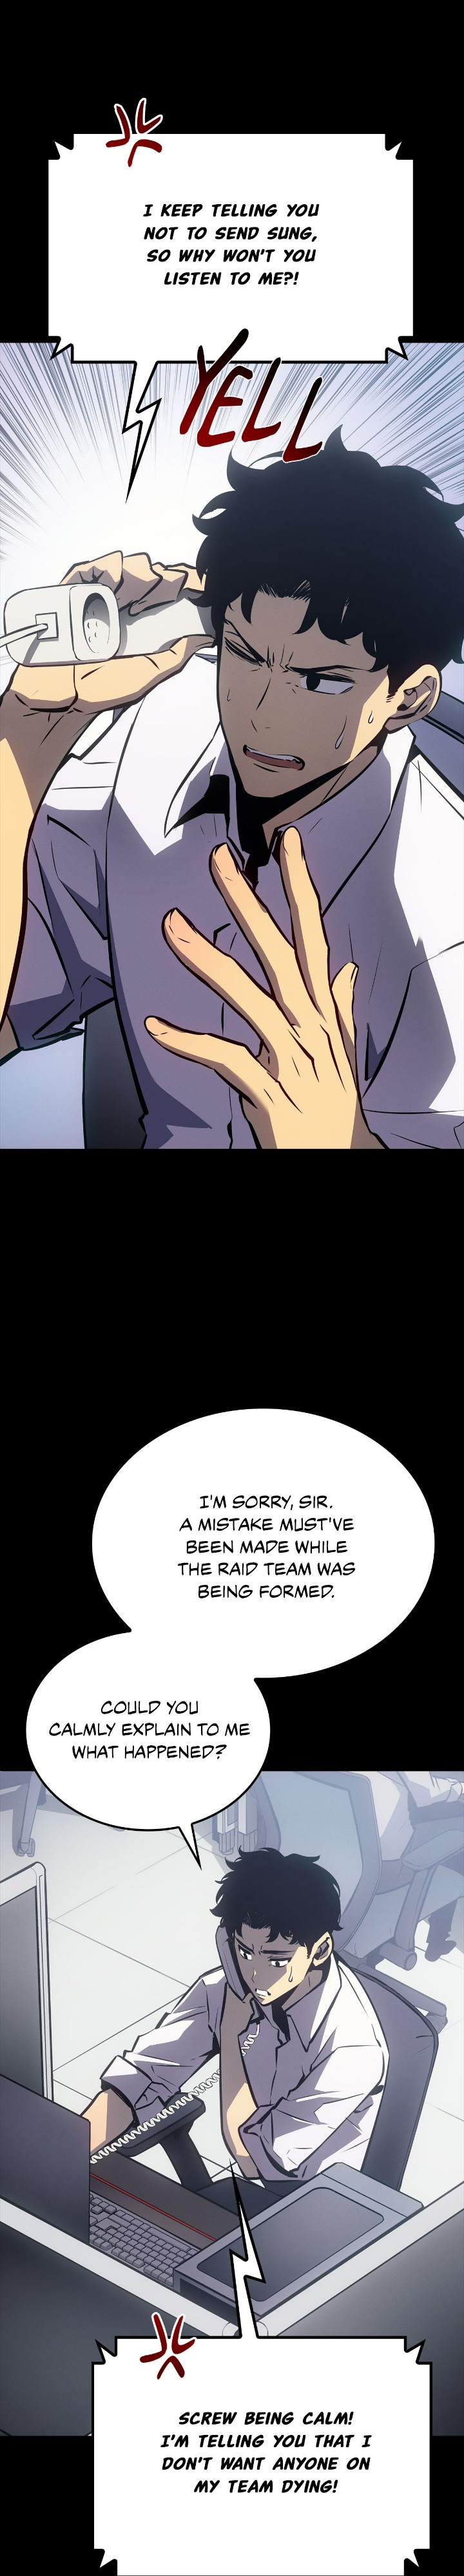 I KEEP TELLING YOU
NOT TO SEND SUNG,
SO WHY WON'T YOU
LISTEN TO ME?!
YELL
I'M SORRY, SIR.
A MISTAKE MUST'VE
BEEN MADE WHILE
THE RAID TEAM WAS
BEING FORMED.
COULD YOU
CALMLY EXPLAIN TO ME
WHAT HAPPENED?
SCREW BEING CALM!
I'M TELLING YOU THAT I
DON'T WANT ANYONE ON
MY TEAM DYING!